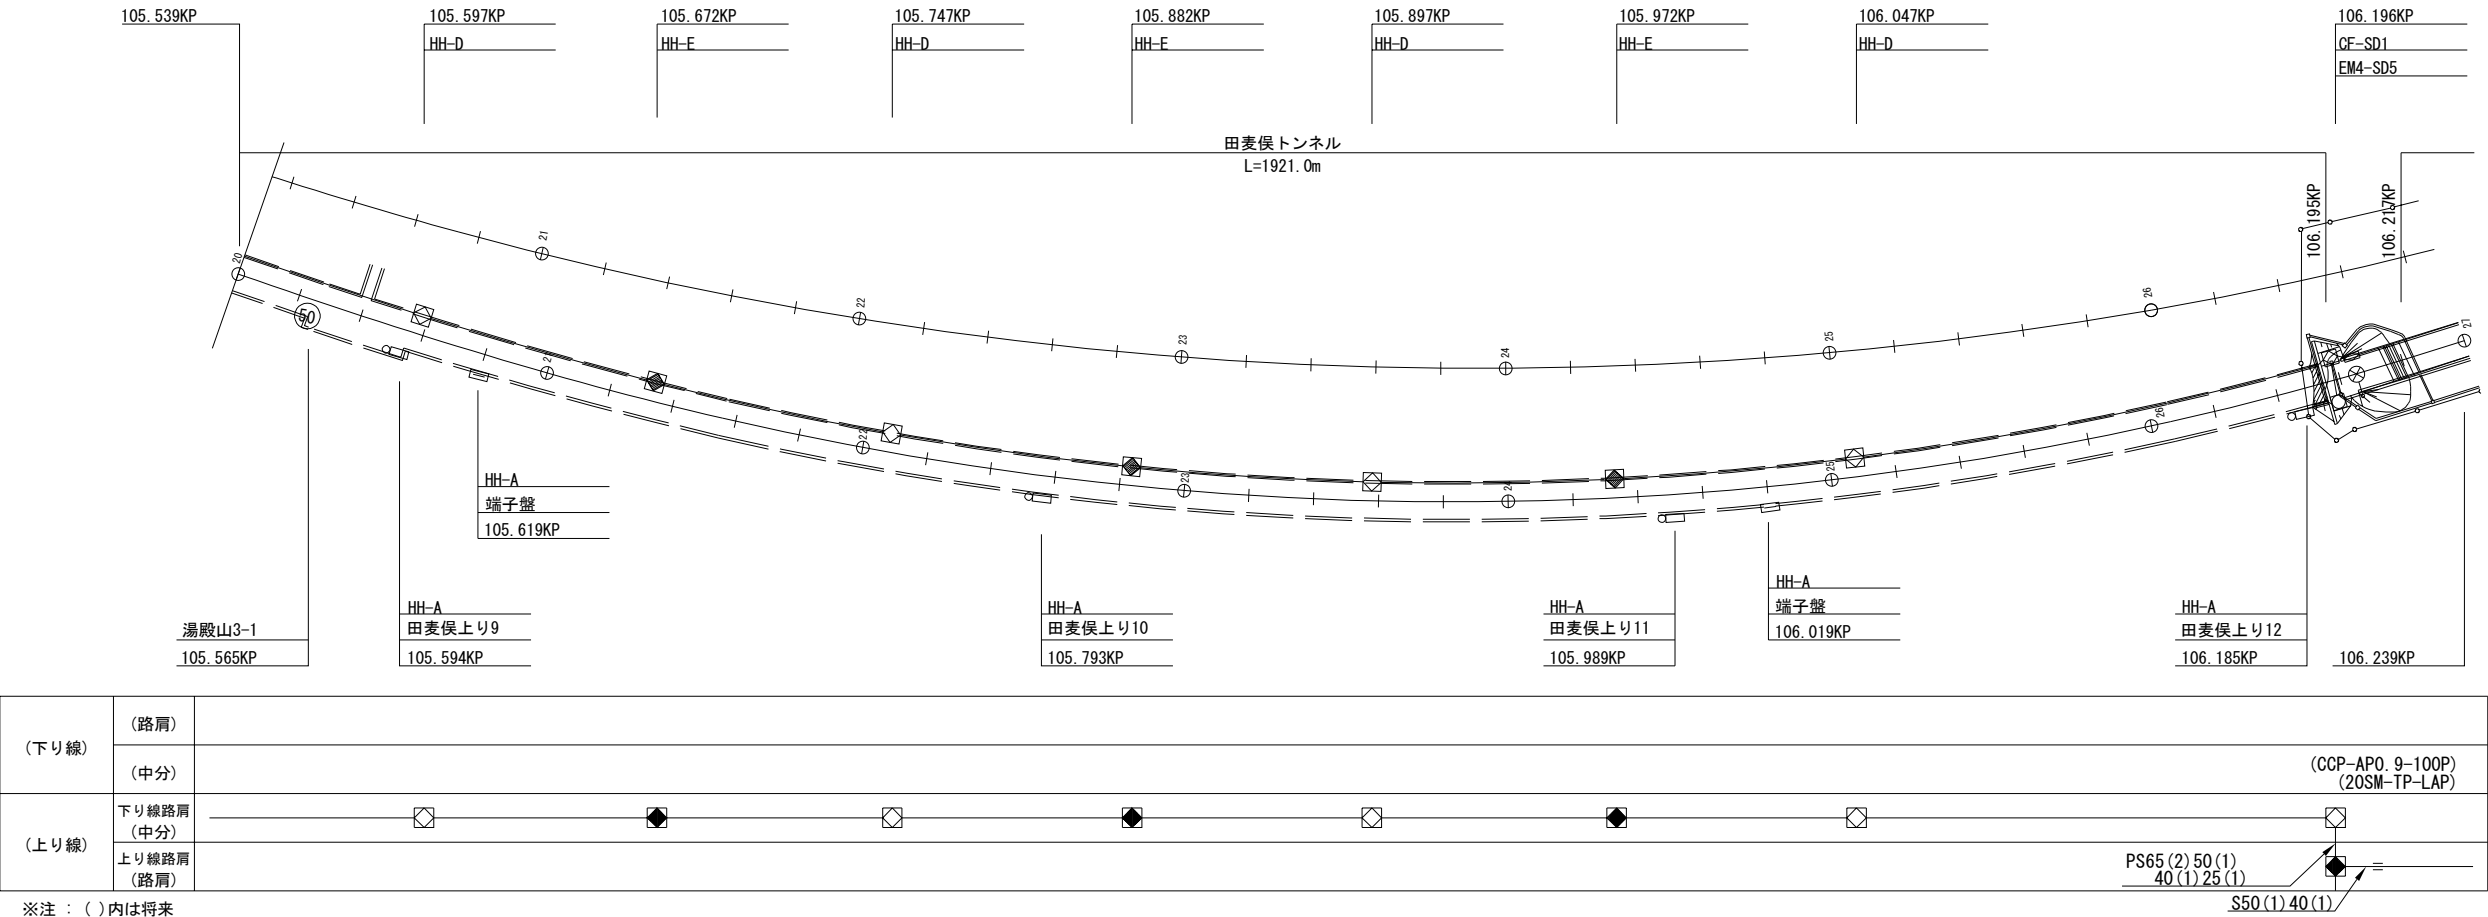 105.539KP
105.597KP
HH-D
105.672KP
HH-E
105.747KP
HH-D
105.882KP
HH-E
105.897KP
HH-D
105.972KP
HH-E
106.047KP
HH-D
106.196KP
CF-SD1
EM4-SD5
田麦俣トンネル
L=1921.0m
106.195KP
106.217KP
21
22
23
24
25
26
20
50
2
22
23
24
25
26
27
HH-A
端子盤
105.619KP
湯殿山3-1
105.565KP
HH-A
田麦俣上り9
105.594KP
HH-A
田麦俣上り10
105.793KP
HH-A
田麦俣上り11
105.989KP
HH-A
端子盤
106.019KP
HH-A
田麦俣上り12
106.185KP
106.239KP
(下り線)
(路肩)
(中分)
(CCP-AP0.9-100P)
(20SM-TP-LAP)
(上り線)
下り線路肩
(中分)
上り線路肩
(路肩)
PS65(2)50(1)
40(1)25(1)
S50(1)40(1)
※注 : ( )内は将来